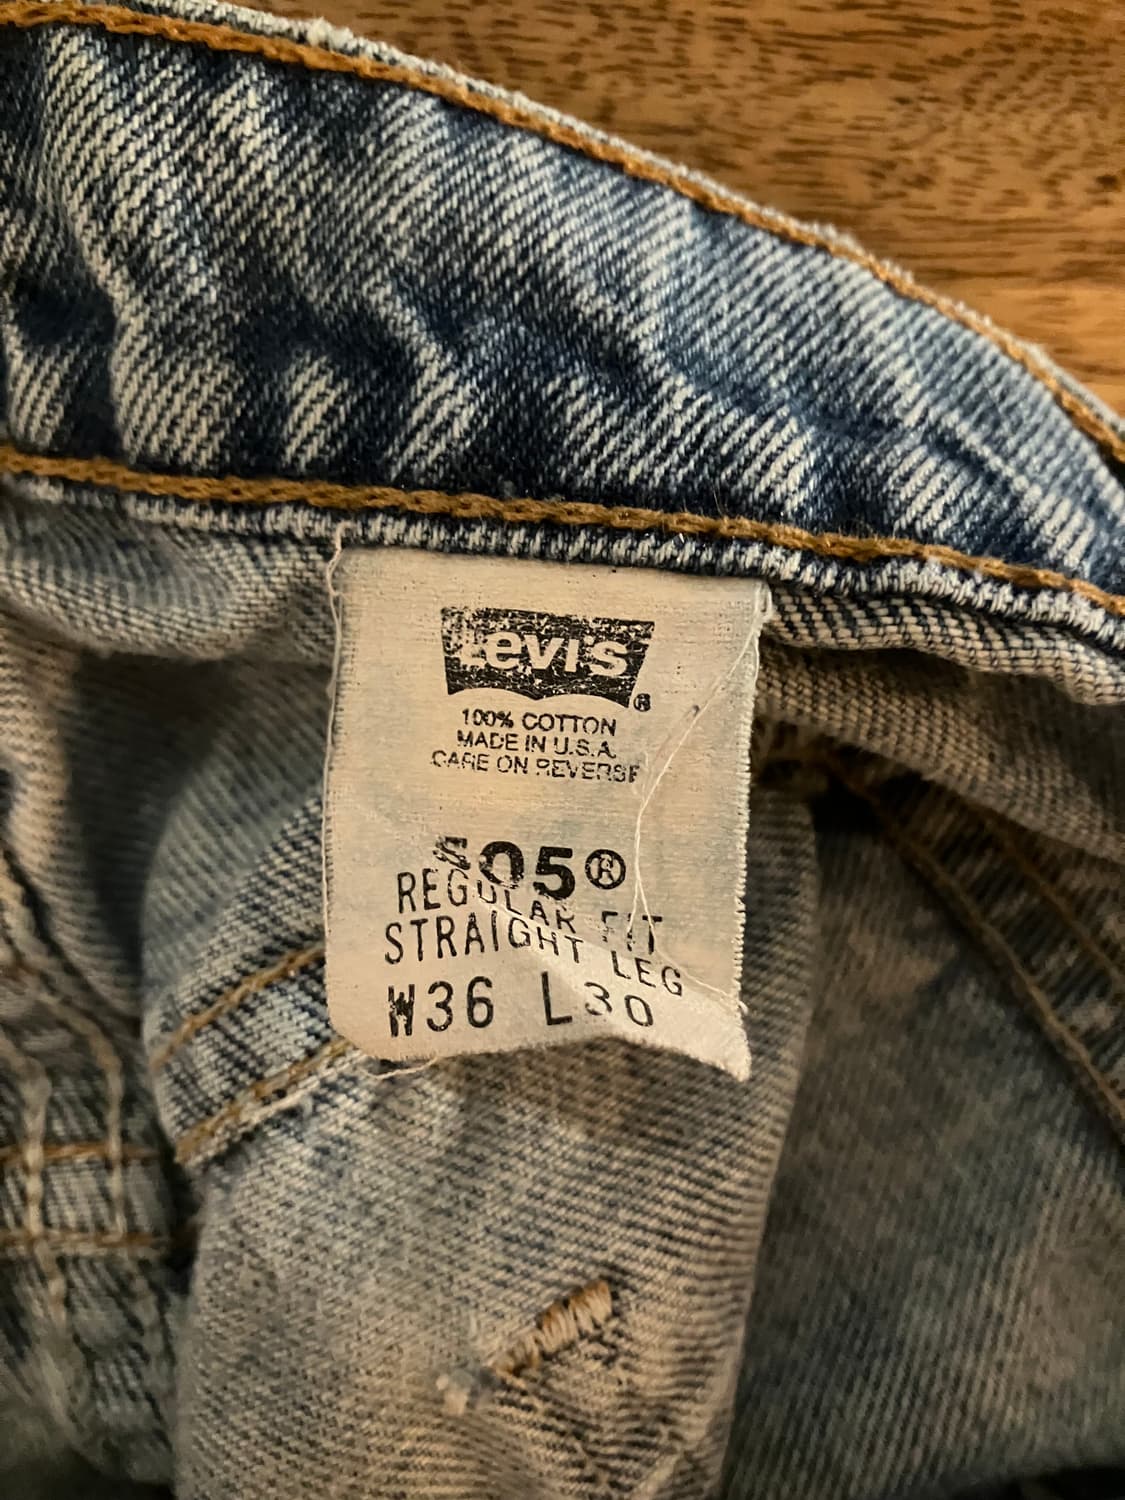 Levi's®
100% COTTON
MADE IN U.S.A.
CARE ON REVERSE
505®
REGULAR FIT
STRAIGHT LEG
W36 L30